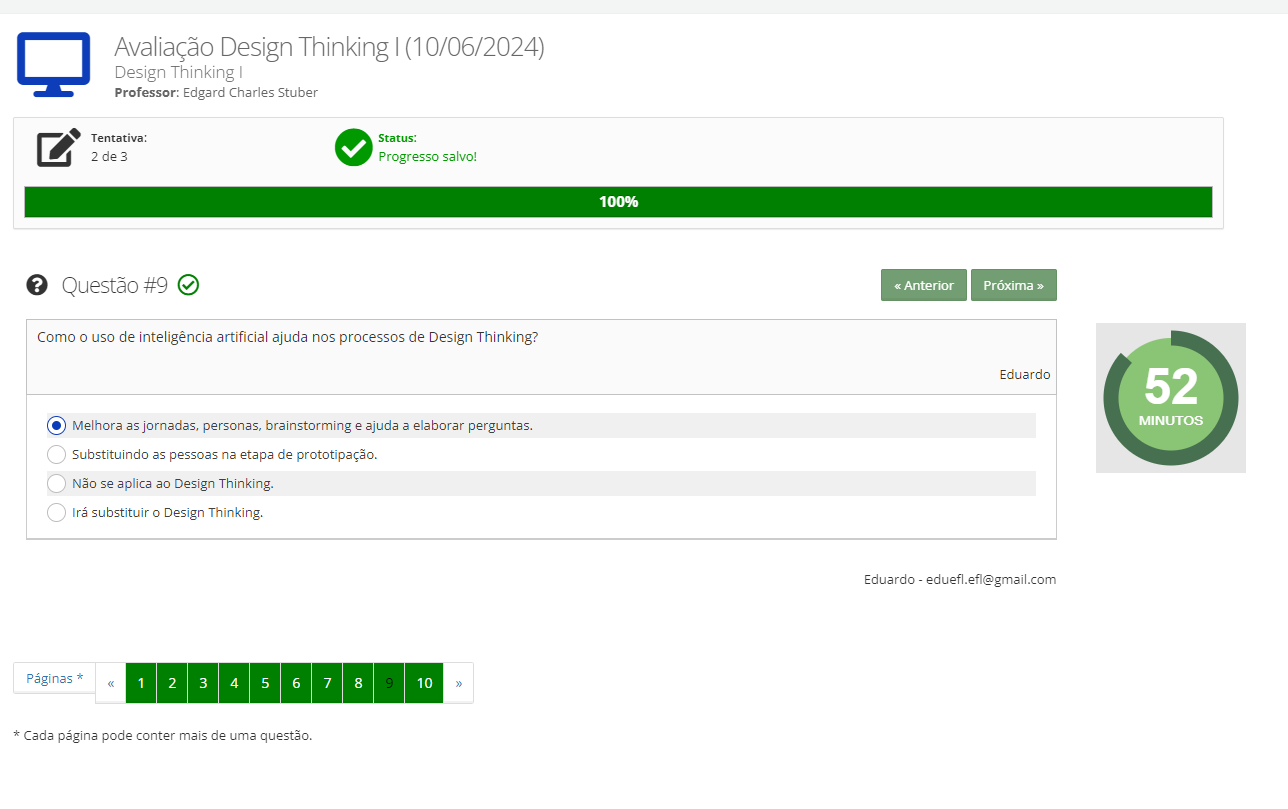 Avaliação Design Thinking I (10/06/2024)
Design Thinking I
Professor: Edgard Charles Stuber
Tentativa:
2 de 3
Status:
Progresso salvo!
100%
Questão #9
« Anterior
Próxima »
Como o uso de inteligência artificial ajuda nos processos de Design Thinking?
Eduardo
Melhora as jornadas, personas, brainstorming e ajuda a elaborar perguntas.
Substituindo as pessoas na etapa de prototipação.
Não se aplica ao Design Thinking.
Irá substituir o Design Thinking.
52
MINUTOS
Eduardo - eduefl.efl@gmail.com
Páginas * « 1 2 3 4 5 6 7 8 9 10 »
* Cada página pode conter mais de uma questão.